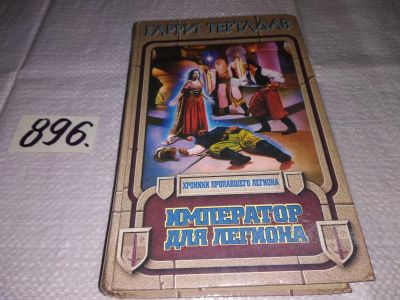 ГАРРИ ТЕРТЛДАВ
896.
ХРОНИКИ ПРОПАВШЕГО ЛЕГИОНА
ИМПЕРАТОР
ДЛЯ ЛЕГИОНА